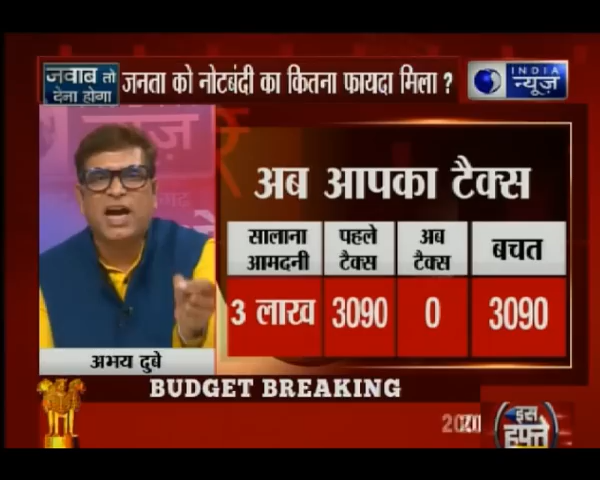 जवाब तो
देना होगा
जनता को नोटबंदी का कितना फायदा मिला ?
INDIA
न्यूज़
अब आपका टैक्स
सालाना
आमदनी
पहले
टैक्स
अब
टैक्स
बचत
3 लाख
3090
0
3090
अभय दुबे
BUDGET BREAKING
इस
हफ्ते